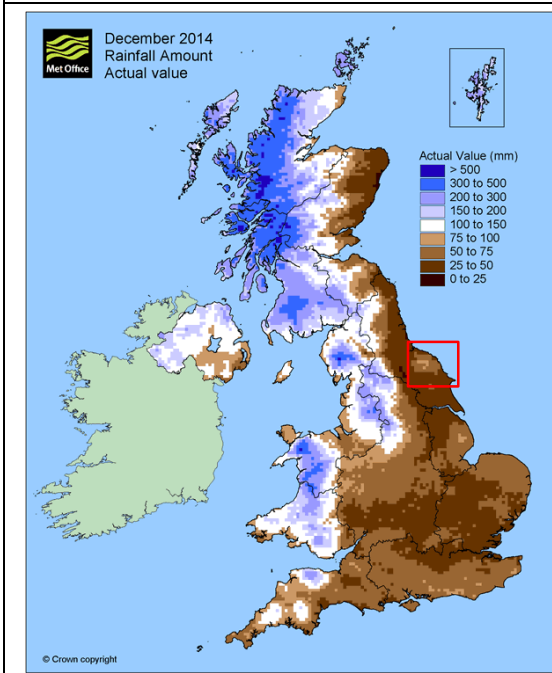 Met Office
December 2014
Rainfall Amount
Actual value
Actual Value (mm)
> 500
300 to 500
200 to 300
150 to 200
100 to 150
75 to 100
50 to 75
25 to 50
0 to 25
© Crown copyright